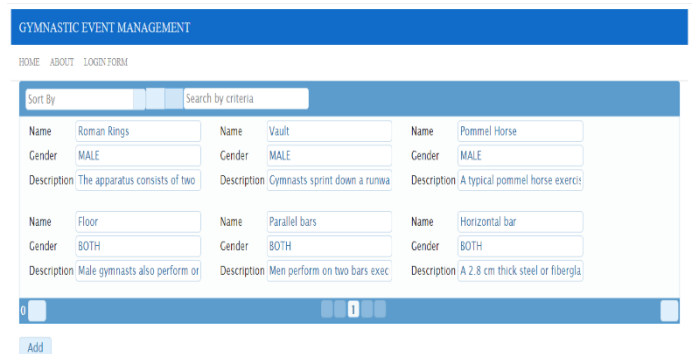 GYMNASTIC EVENT MANAGEMENT
HOME ABOUT LOGIN FORM
Sort By Search by criteria
Name Roman Rings Name Vault Name Pommel Horse
Gender MALE Gender MALE Gender MALE
Description The apparatus consists of two Description Gymnasts sprint down a runwa Description A typical pommel horse exercis
Name Floor Name Parallel bars Name Horizontal bar
Gender BOTH Gender BOTH Gender BOTH
Description Male gymnasts also perform or Description Men perform on two bars exec Description A 2.8 cm thick steel or fibergla
0 1
Add